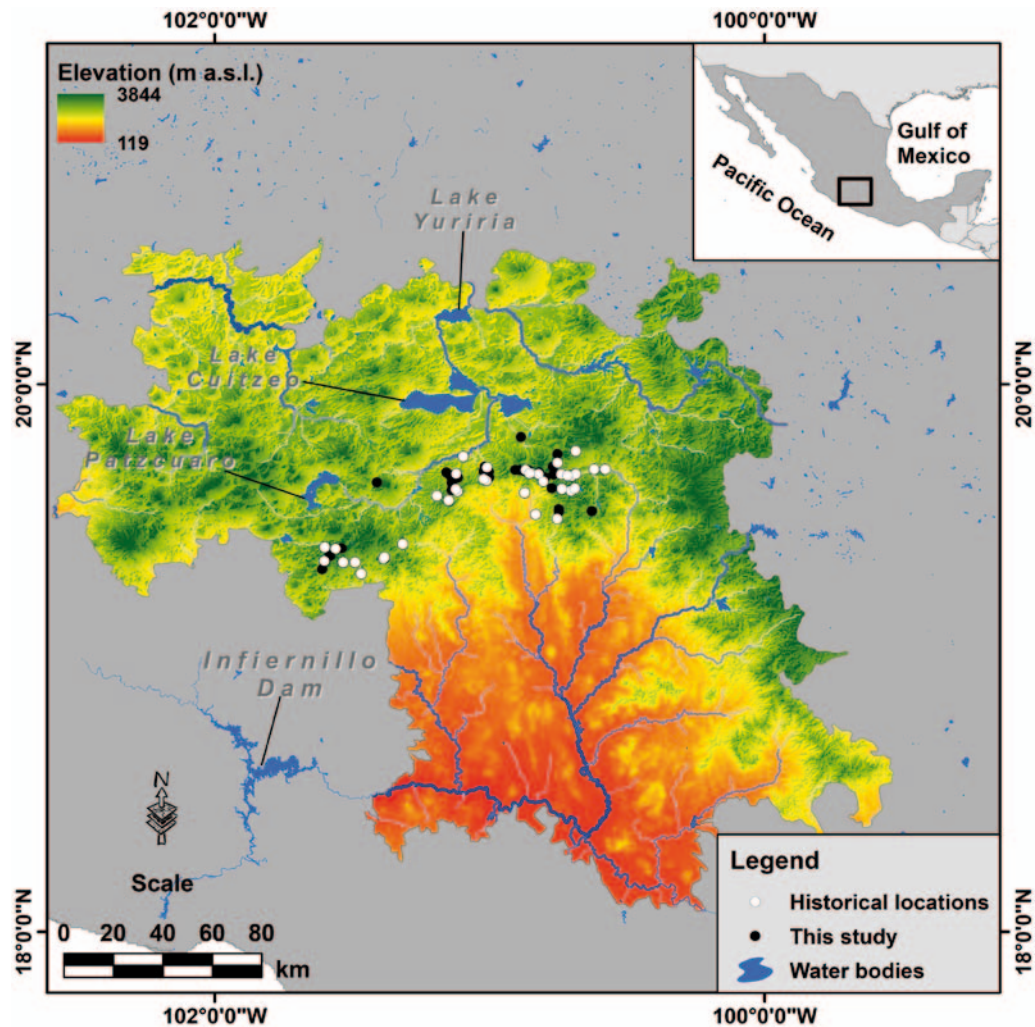 102°0'0"W
100°0'0"W
Elevation (m a.s.l.)
3844
119
Gulf of
Mexico
Pacific Ocean
Lake
Yuriria
20°0'0"N
20°0'0"N
Lake
Cuitzeo
Lake
Patzcuaro
Infiernillo
Dam
N
Scale
0 20 40 60 80
km
Legend
Historical locations
This study
Water bodies
18°0'0"N
18°0'0"N
102°0'0"W
100°0'0"W